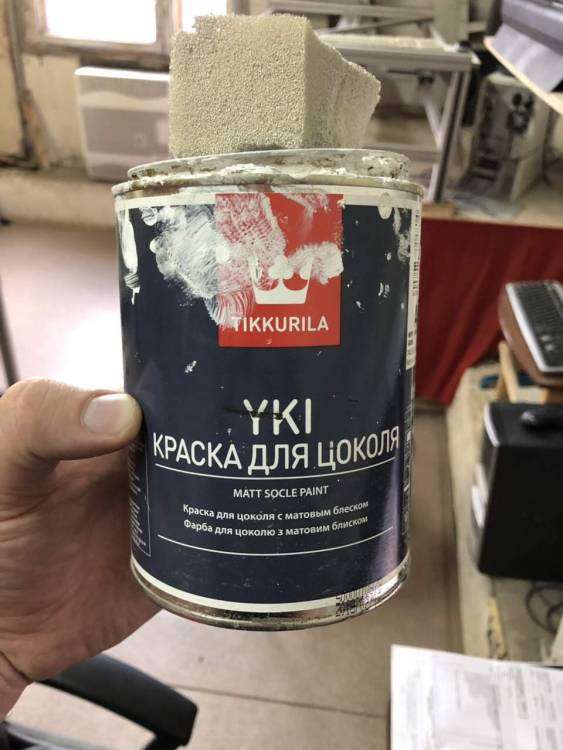 TIKKURILA
YKI
КРАСКА ДЛЯ ЦОКОЛЯ
MATT SOCLE PAINT
Краска для цоколя с матовым блеском
Фарба для цоколю з матовим блиском